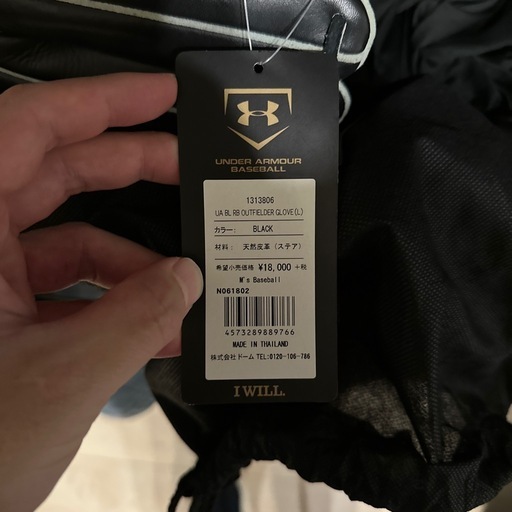 UNDER ARMOUR
BASEBALL
1313806
UA BL RB OUTFIELDER GLOVE(L)
カラー: BLACK
材料: 天然皮革 (ステア)
希望小売価格 ¥18,000 +税
M's Baseball
N061802
4573289889766
MADE IN THAILAND
株式会社 ドーム TEL:0120-106-786
I WILL.